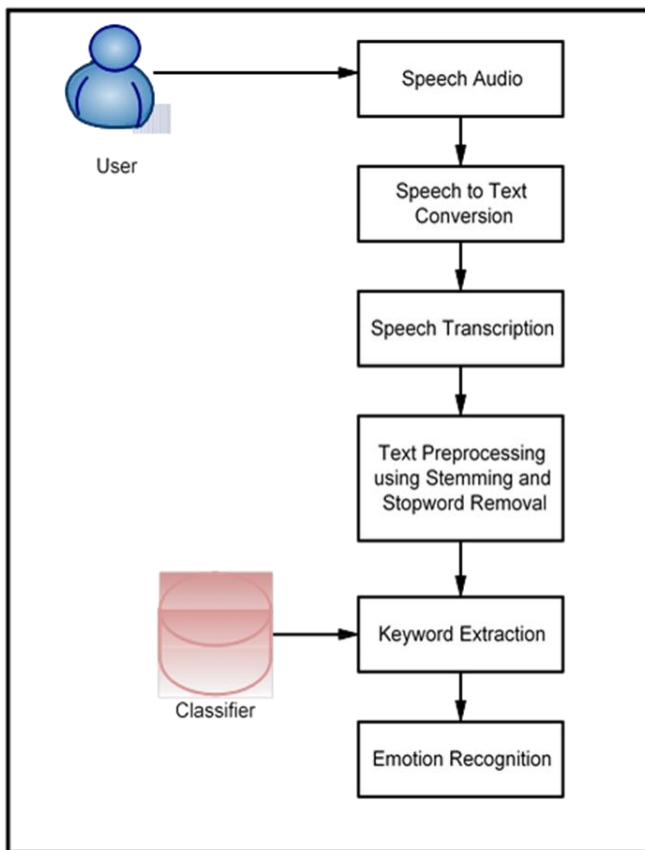 User
Speech Audio
Speech to Text
Conversion
Speech Transcription
Text Preprocessing
using Stemming and
Stopword Removal
Classifier
Keyword Extraction
Emotion Recognition